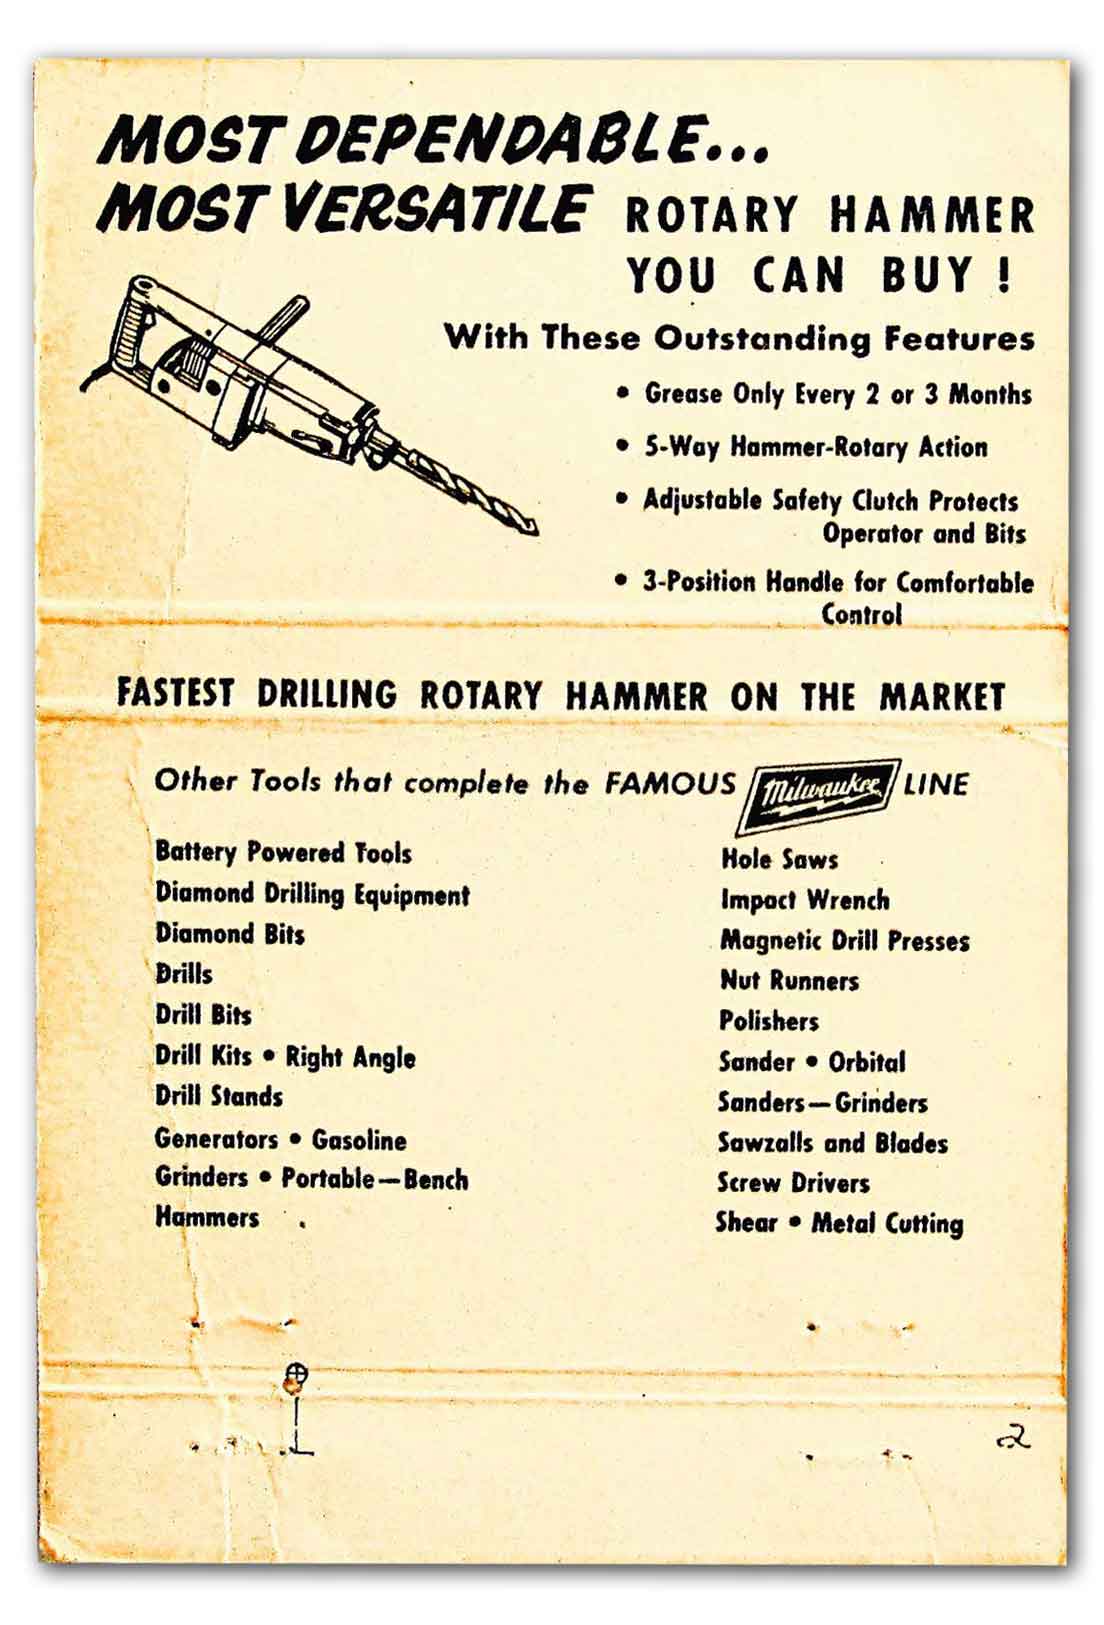 MOST DEPENDABLE...
MOST VERSATILE ROTARY HAMMER
YOU CAN BUY!
With These Outstanding Features
• Grease Only Every 2 or 3 Months
• 5-Way Hammer-Rotary Action
• Adjustable Safety Clutch Protects
Operator and Bits
• 3-Position Handle for Comfortable
Control
FASTEST DRILLING ROTARY HAMMER ON THE MARKET
Other Tools that complete the FAMOUS Milwaukee LINE
Battery Powered Tools
Diamond Drilling Equipment
Diamond Bits
Drills
Drill Bits
Drill Kits • Right Angle
Drill Stands
Generators • Gasoline
Grinders • Portable—Bench
Hammers
Hole Saws
Impact Wrench
Magnetic Drill Presses
Nut Runners
Polishers
Sander • Orbital
Sanders—Grinders
Sawzalls and Blades
Screw Drivers
Shear • Metal Cutting
2